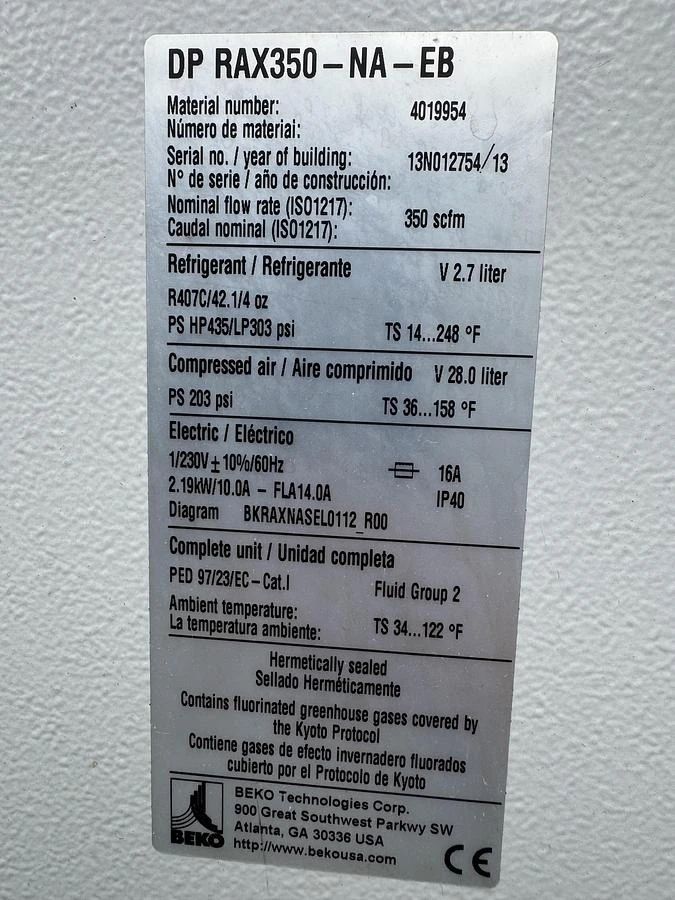 DP RAX350-NA-EB
Material number: 4019954
Número de material:
Serial no. / year of building: 13N012754/13
N° de serie / año de construcción:
Nominal flow rate (ISO1217): 350 scfm
Caudal nominal (ISO1217):
Refrigerant / Refrigerante V 2.7 liter
R407C/42.1/4 oz
PS HP435/LP303 psi TS 14...248 °F
Compressed air / Aire comprimido V 28.0 liter
PS 203 psi TS 36...158 °F
Electric / Eléctrico
1/230V ± 10%/60Hz 16A
2.19kW/10.0A - FLA14.0A IP40
Diagram BKRAXNASEL0112_R00
Complete unit / Unidad completa
PED 97/23/EC-Cat.I Fluid Group 2
Ambient temperature:
La temperatura ambiente: TS 34...122 °F
Hermetically sealed
Sellado Herméticamente
Contains fluorinated greenhouse gases covered by
the Kyoto Protocol
Contiene gases de efecto invernadero fluorados
cubierto por el Protocolo de Kyoto
BEKO Technologies Corp.
900 Great Southwest Parkwy SW
Atlanta, GA 30336 USA
http://www.bekousa.com
BEKO
CE